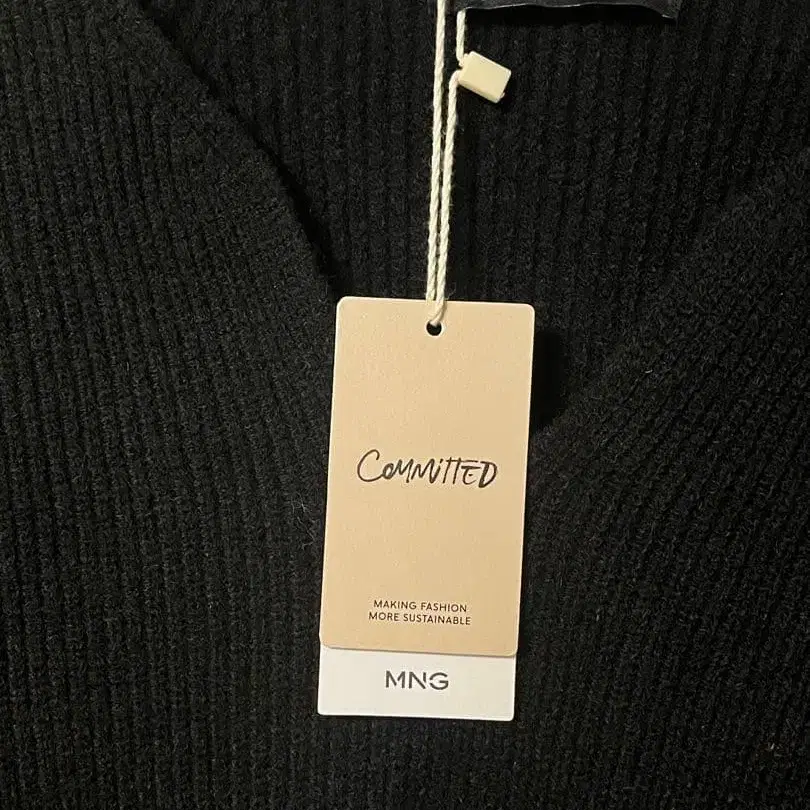 COMMITTED
MAKING FASHION
MORE SUSTAINABLE
MNG